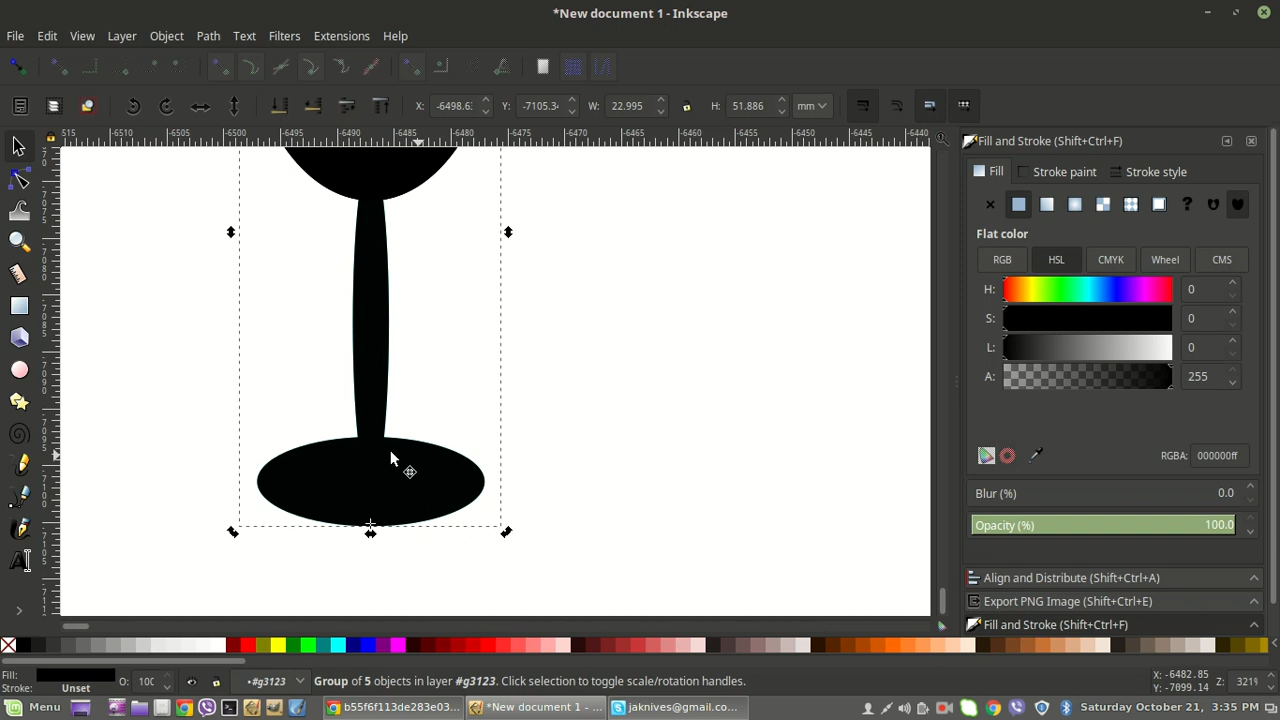 *New document 1 - Inkscape
File Edit View Layer Object Path Text Filters Extensions Help
X: -6498.6 Y: -7105.3 W: 22.995 H: 51.886 mm
515 -6510 -6505 -6500 -6495 -6490 -6485 -6480 -6475 -6470 -6465 -6460 -6455 -6450 -6445 -6440
Fill and Stroke (Shift+Ctrl+F)
Fill Stroke paint Stroke style
Flat color
RGB HSL CMYK Wheel CMS
H: 0
S: 0
L: 0
A: 255
RGBA: 000000ff
Blur (%) 0.0
Opacity (%) 100.0
Align and Distribute (Shift+Ctrl+A)
Export PNG Image (Shift+Ctrl+E)
Fill and Stroke (Shift+Ctrl+F)
Fill: O: 100 •#g3123 Group of 5 objects in layer #g3123. Click selection to toggle scale/rotation handles. X: -6482.85 Z: 321%
Stroke: Unset Y: -7099.14
Menu b55f6f113de283e03... *New document 1 - ... jaknives@gmail.co... Saturday October 21, 3:35 PM